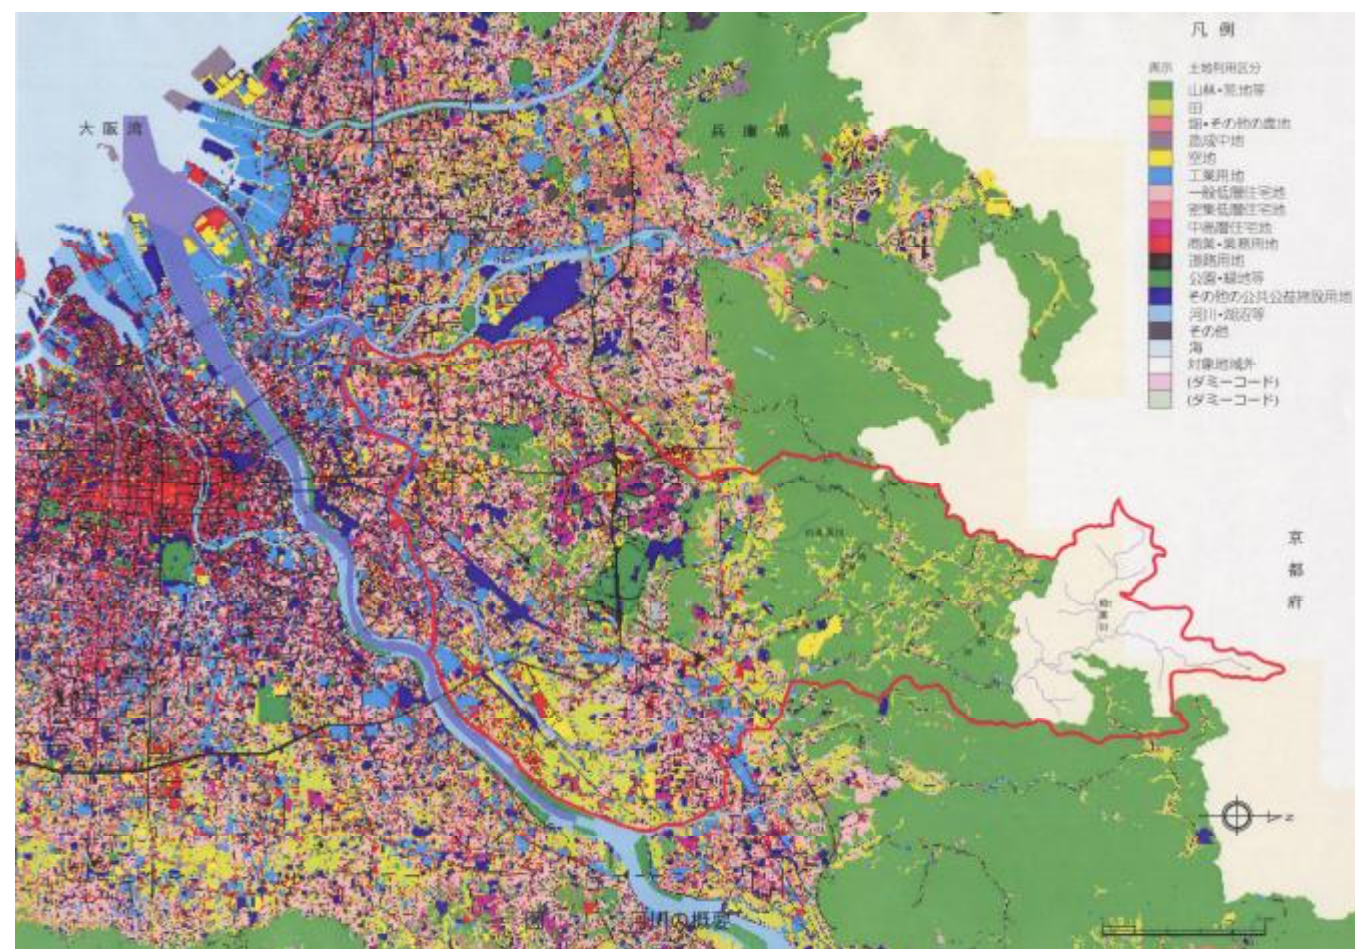 凡例
表示 土地利用区分
山林・荒地等
田
畑・その他の農地
造成中地
空地
工業用地
一般低層住宅地
密集低層住宅地
中高層住宅地
商業・業務用地
道路用地
公園・緑地等
その他の公共公益施設用地
河川・湖沼等
その他
海
対象地域外
(ダミーコード)
(ダミーコード)
大阪湾
兵庫県
京都府
N
川の概要